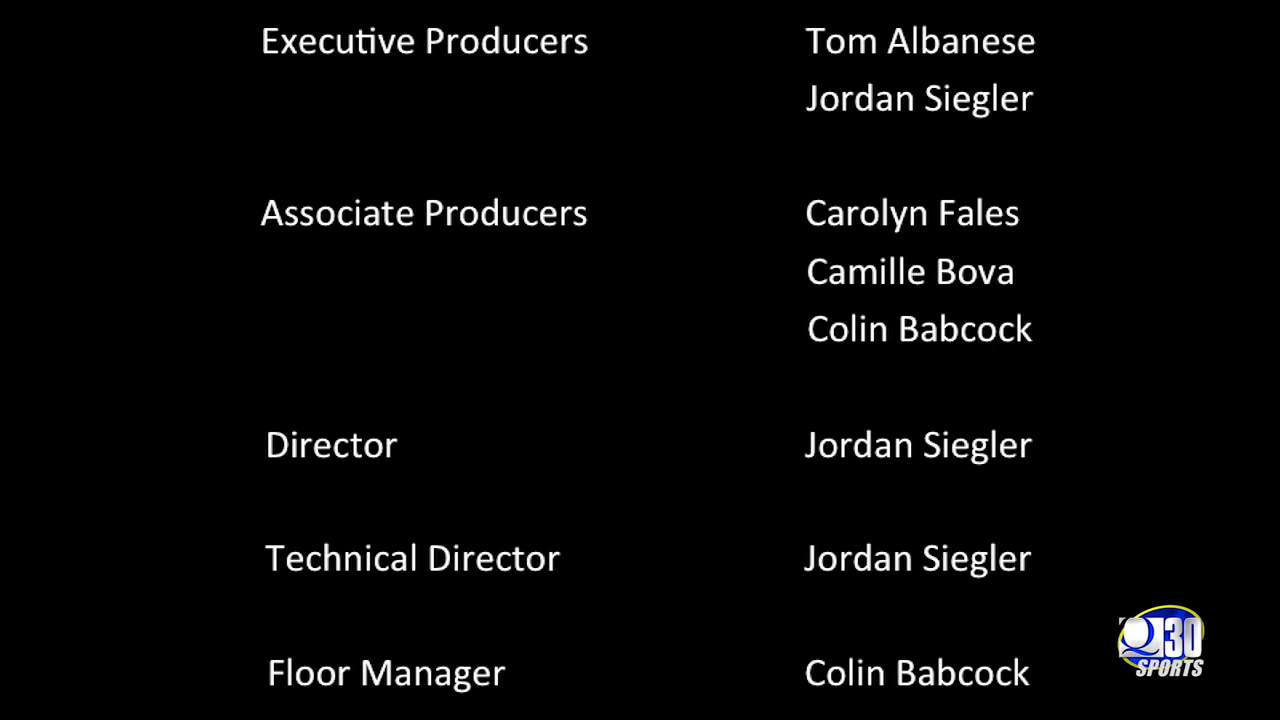 Executive Producers Tom Albanese
Jordan Siegler
Associate Producers Carolyn Fales
Camille Bova
Colin Babcock
Director Jordan Siegler
Technical Director Jordan Siegler
Floor Manager Colin Babcock
Q30
SPORTS